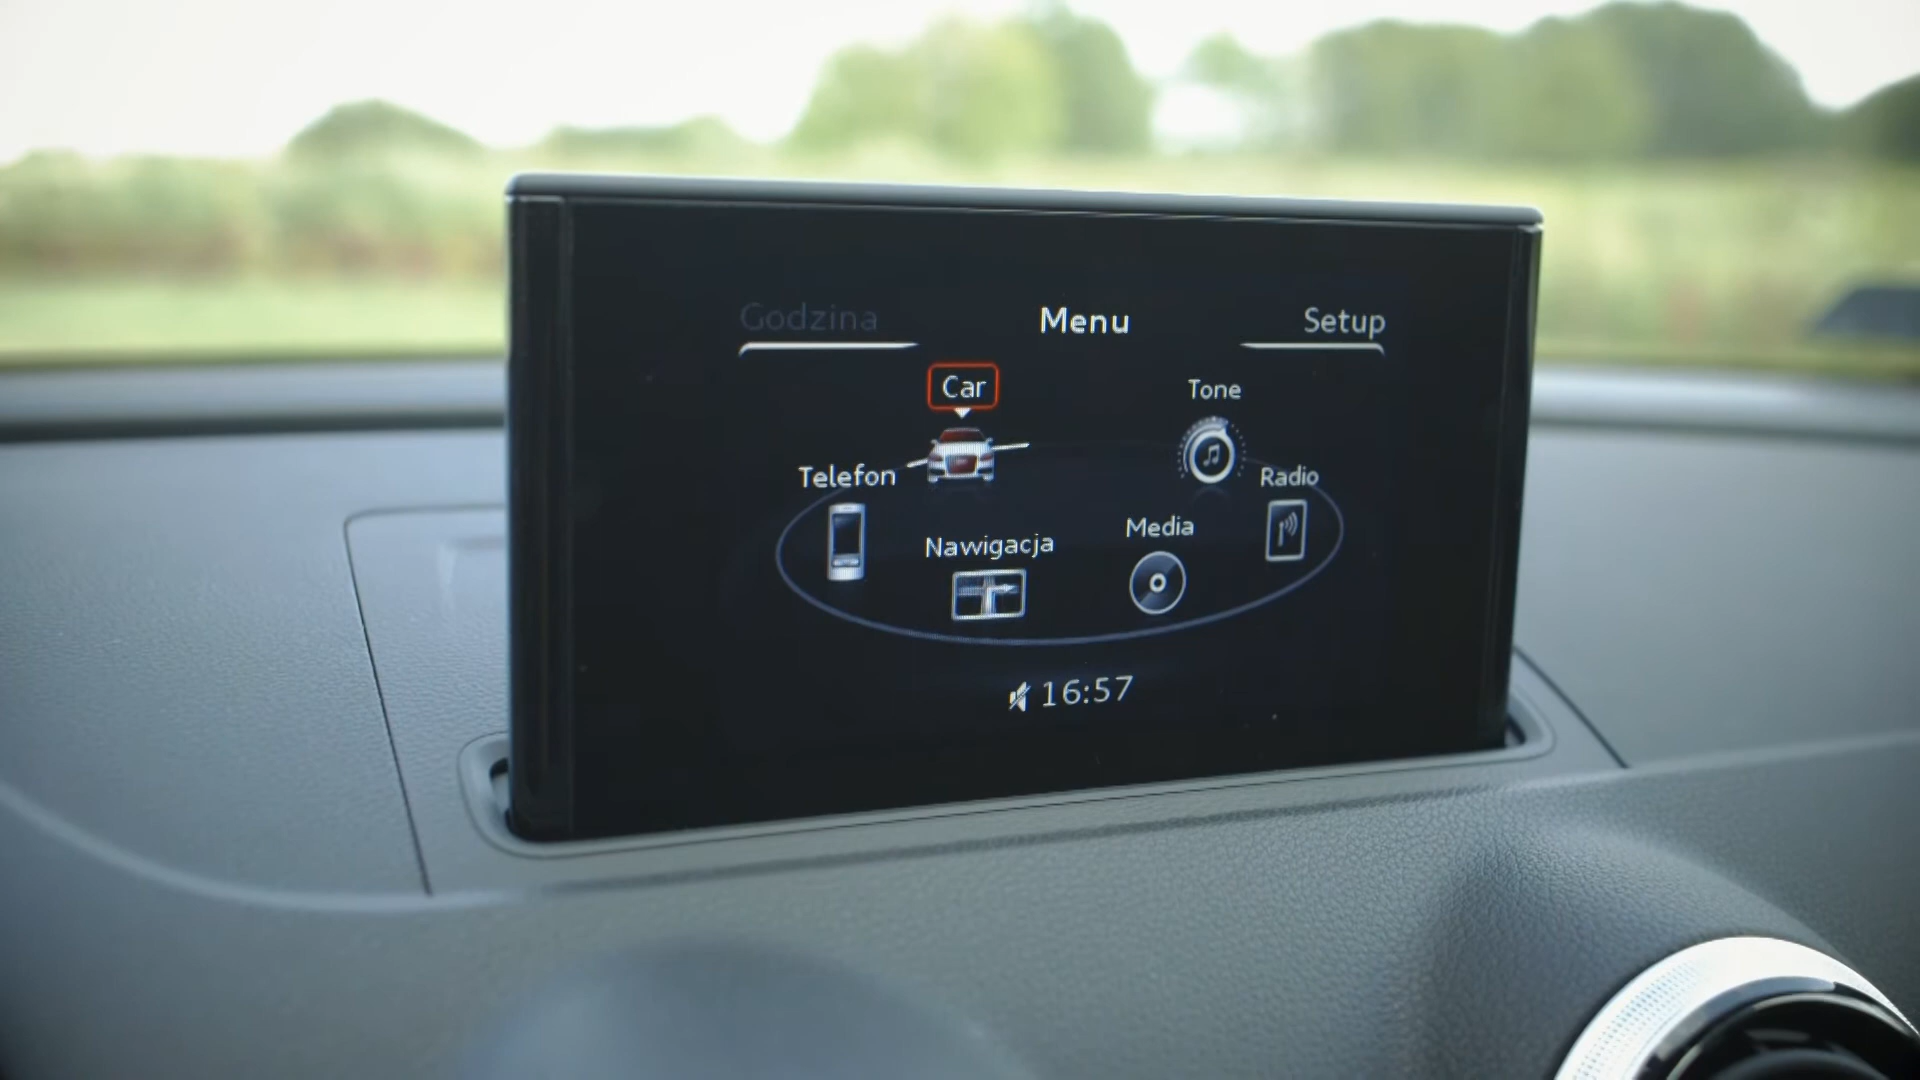 Godzina Menu Setup
Car
Tone
Telefon
Radio
Nawigacja
Media
16:57